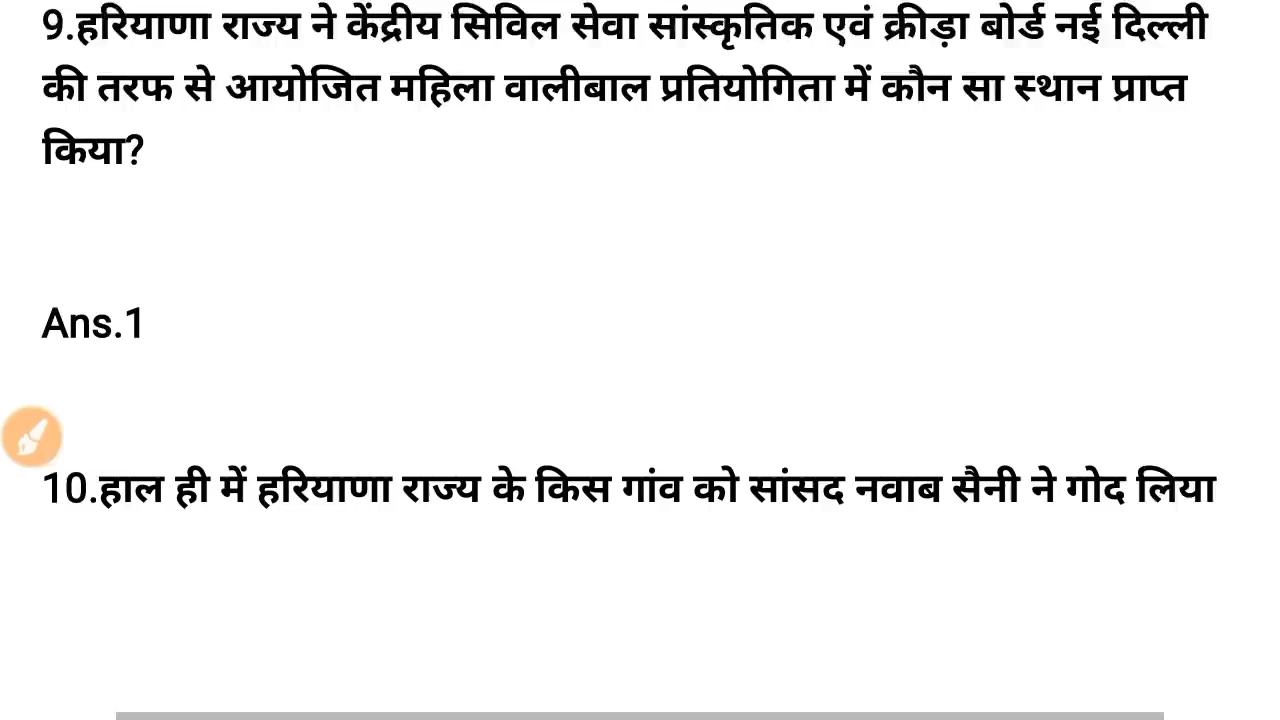 9.हरियाणा राज्य ने केंद्रीय सिविल सेवा सांस्कृतिक एवं क्रीड़ा बोर्ड नई दिल्ली
की तरफ से आयोजित महिला वालीबाल प्रतियोगिता में कौन सा स्थान प्राप्त
किया?
Ans.1
10.हाल ही में हरियाणा राज्य के किस गांव को सांसद नवाब सैनी ने गोद लिया